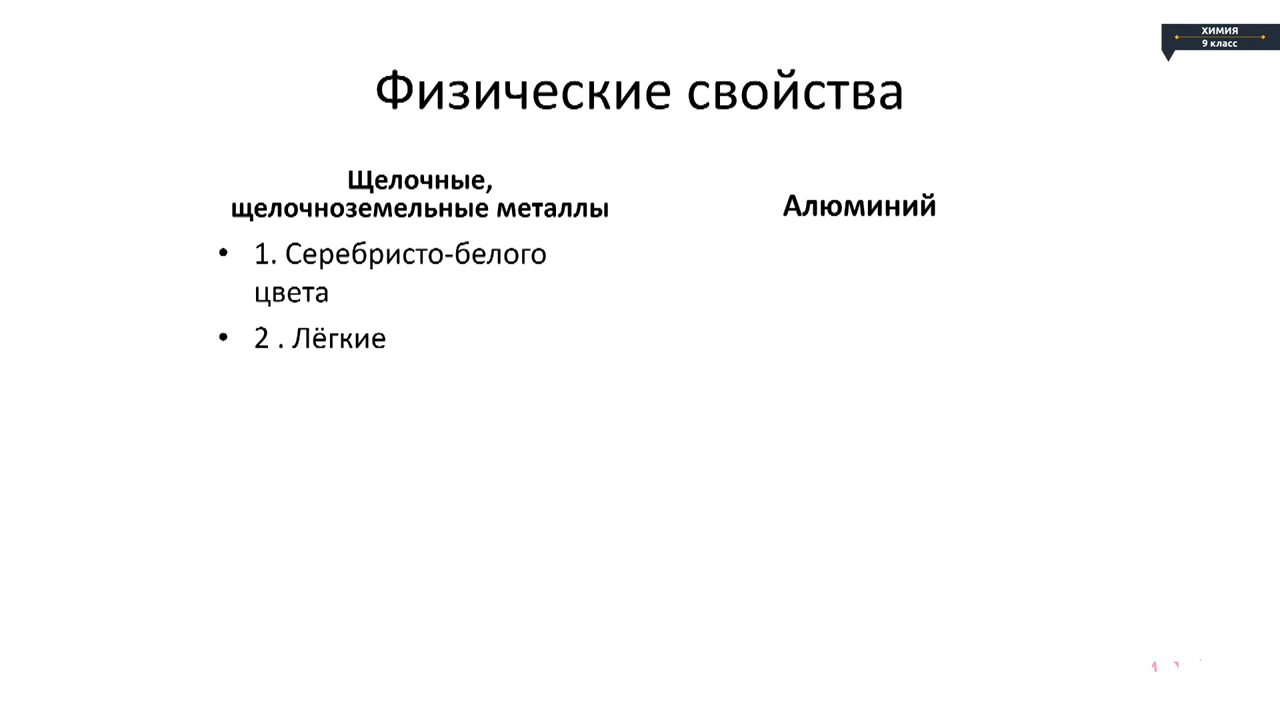 ХИМИЯ
9 класс
Физические свойства
Щелочные,
щелочноземельные металлы
• 1. Серебристо-белого
цвета
• 2 . Лёгкие
Алюминий